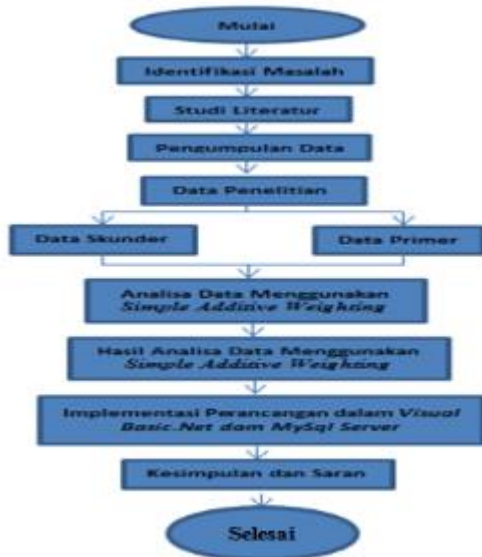 Mulai
Identifikasi Masalah
Studi Literatur
Pengumpulan Data
Data Penelitian
Data Skunder
Data Primer
Analisa Data Menggunakan
Simple Additive Weighting
Hasil Analisa Data Menggunakan
Simple Additive Weighting
Implementasi Perancangan dalam Visual
Basic.Net dam MySql Server
Kesimpulan dan Saran
Selesai